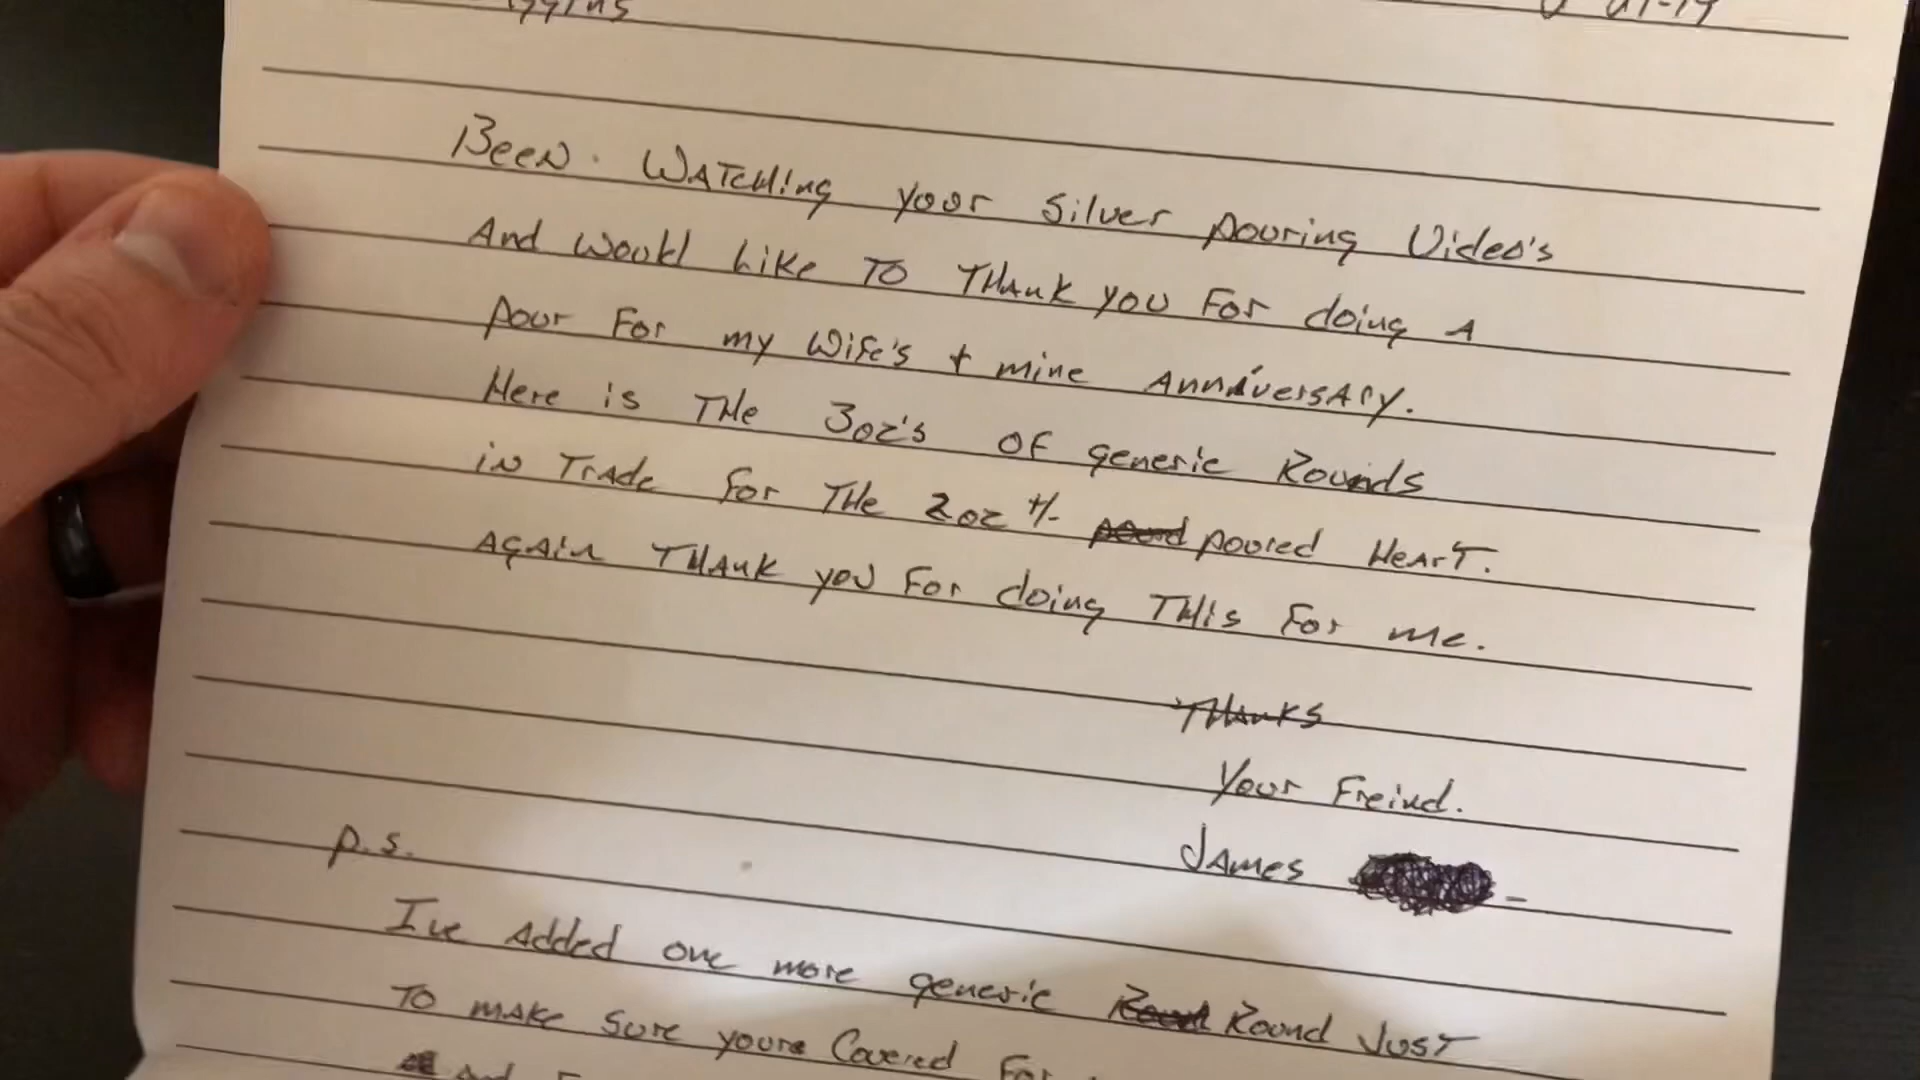 Been. Watching your Silver pouring Video's
And would Like To Thank you For doing A
pour For my Wife's + mine Anniversary.
Here is The 3oz's of generic Rounds
in Trade for The 2oz +/- poured Heart.
Again Thank you For doing This For me.
Thanks
Your Freind.
James
p.s.
I've Added one more generic Round Just
To make Sure youre Covered For
And